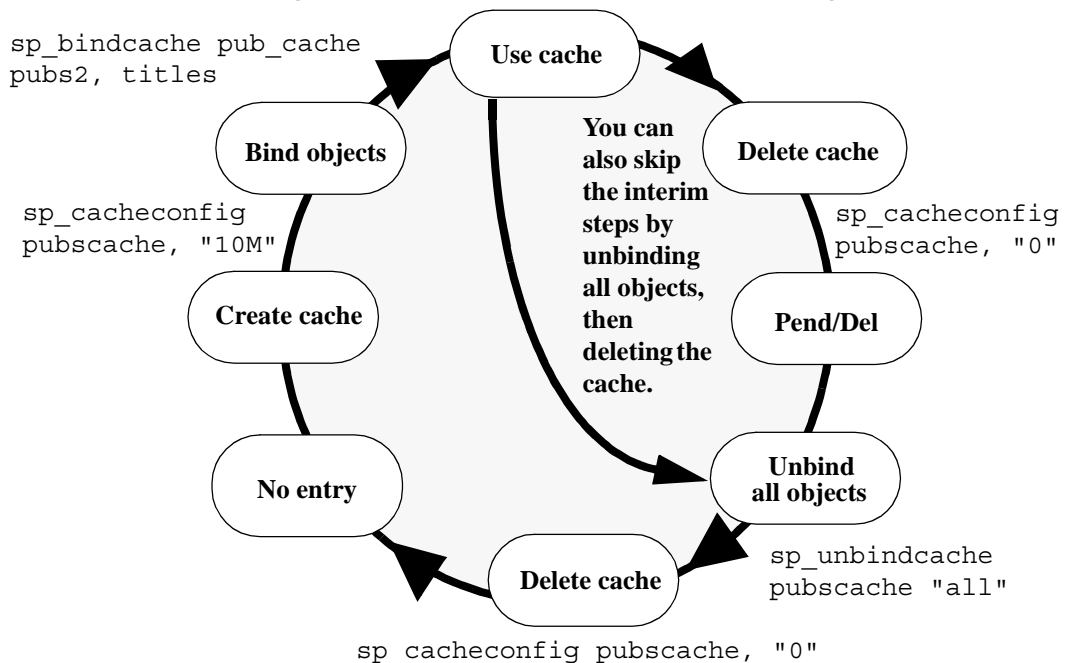 sp_bindcache pub_cache
pubs2, titles
Use cache
Bind objects
You can
also skip
the interim
steps by
unbinding
all objects,
then
deleting the
cache.
Delete cache
sp_cacheconfig
pubscache, "10M"
sp_cacheconfig
pubscache, "0"
Create cache
Pend/Del
No entry
Unbind
all objects
Delete cache
sp_unbindcache
pubscache "all"
sp cacheconfig pubscache, "0"